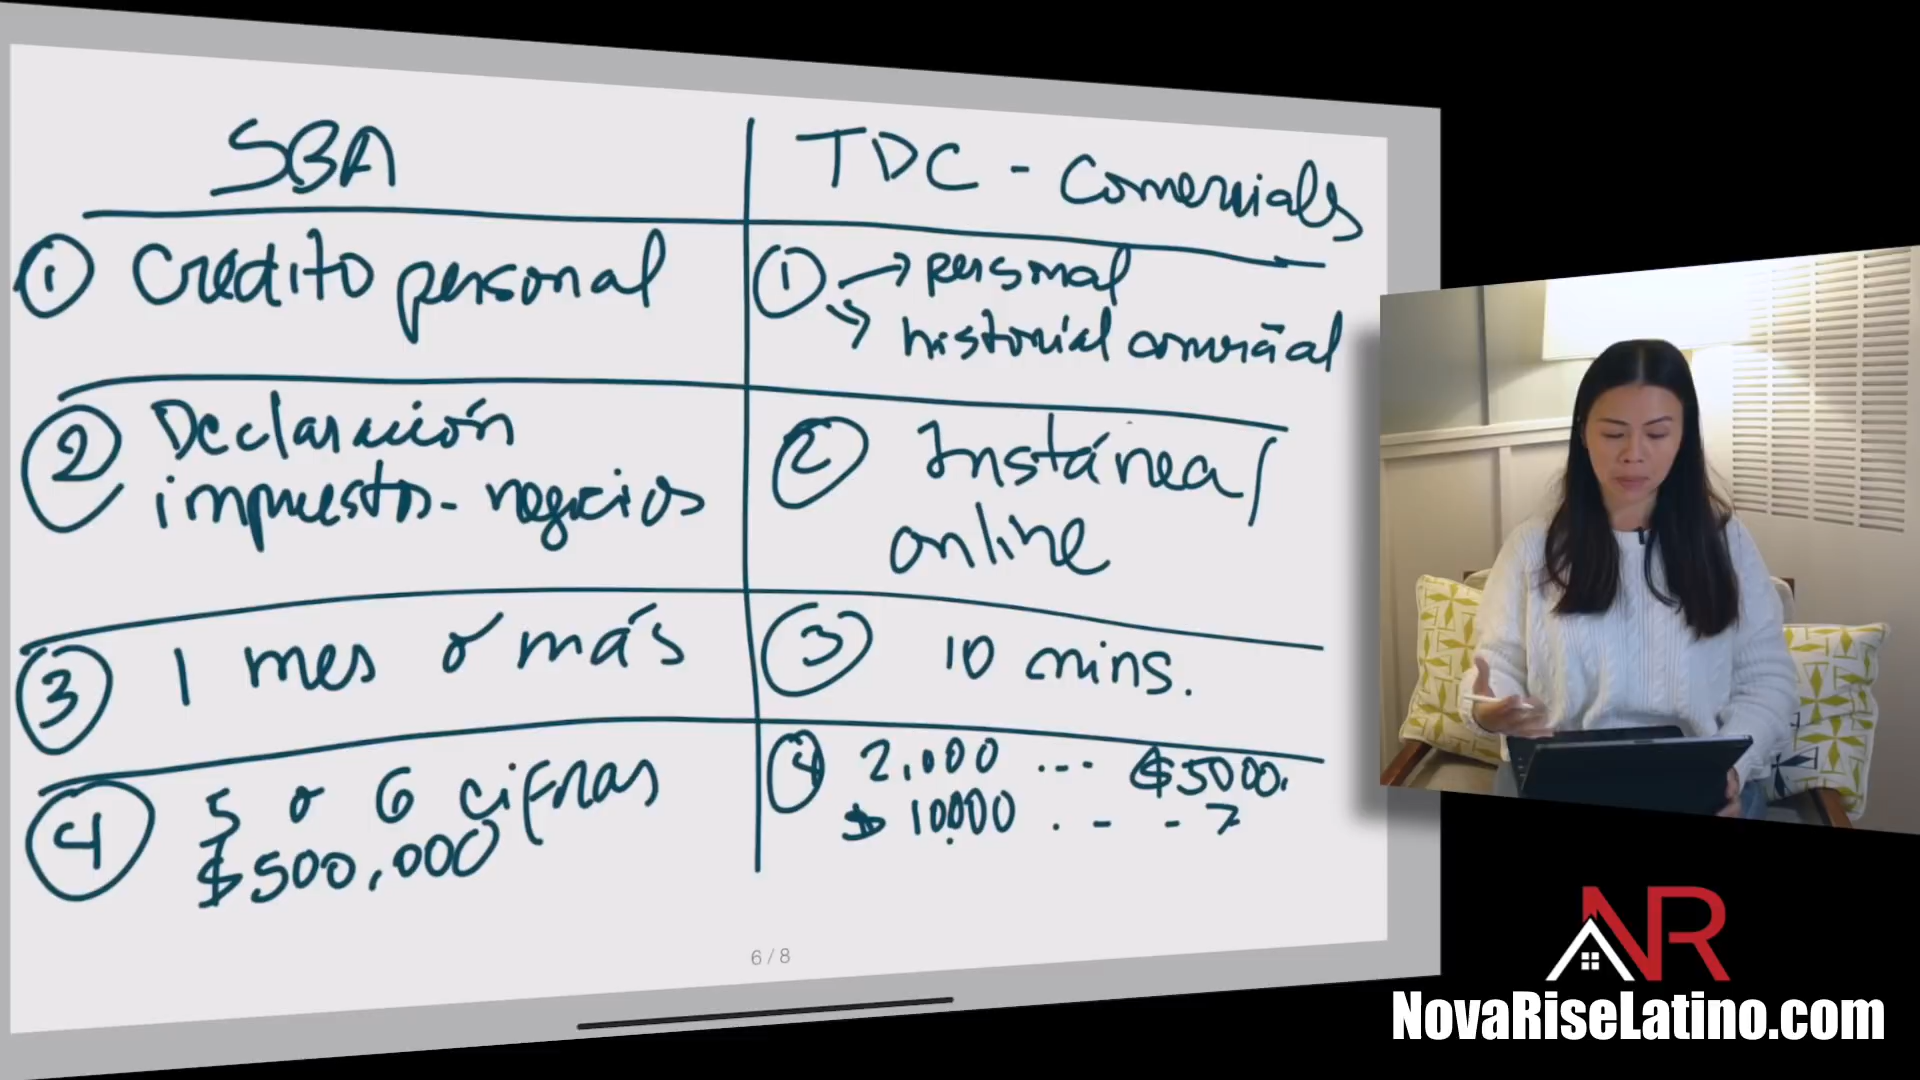 SBA
TDC - Comerciales
1 Credito personal
1 → personal
→ historial comercial
2 Declaración
impuestos - negocios
2 Instánea /
online
3 1 mes o más
3 10 mins.
4 5 o 6 cifras
$500,000
4 2,000 ... $5000,
$ 10000 . - -
6 / 8
NR
NovaRiseLatino.com